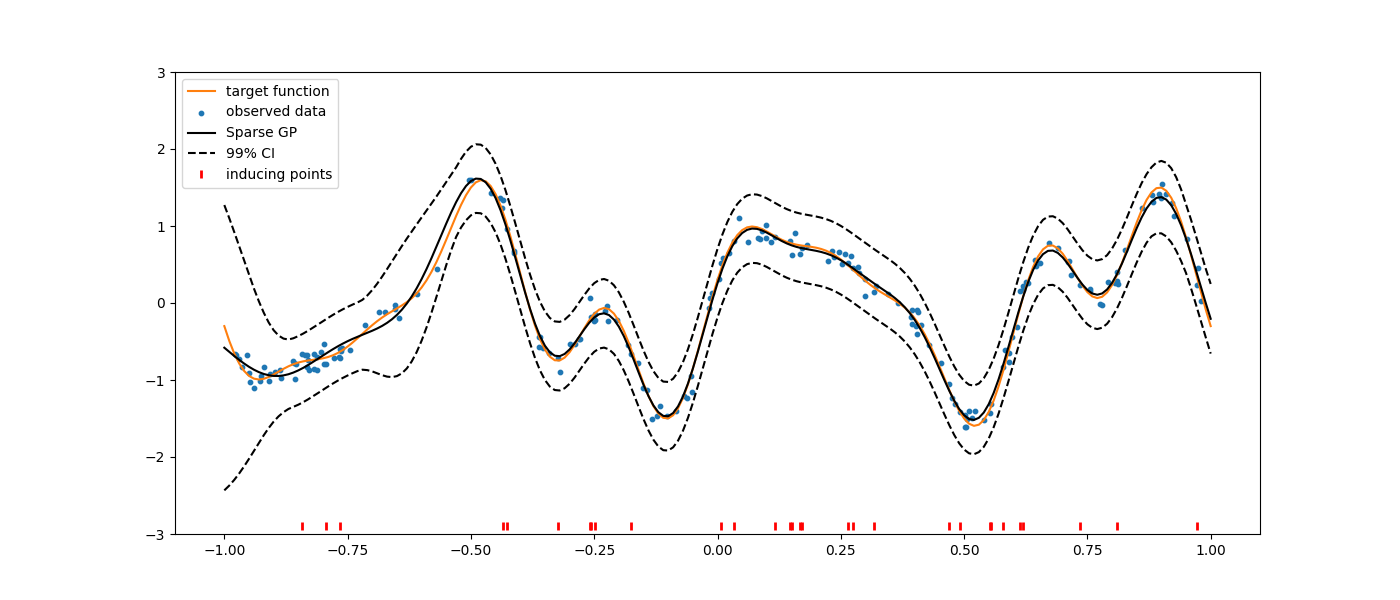 3
2
1
0
−1
−2
−3
target function
observed data
Sparse GP
99% CI
inducing points
−1.00 −0.75 −0.50 −0.25 0.00 0.25 0.50 0.75 1.00